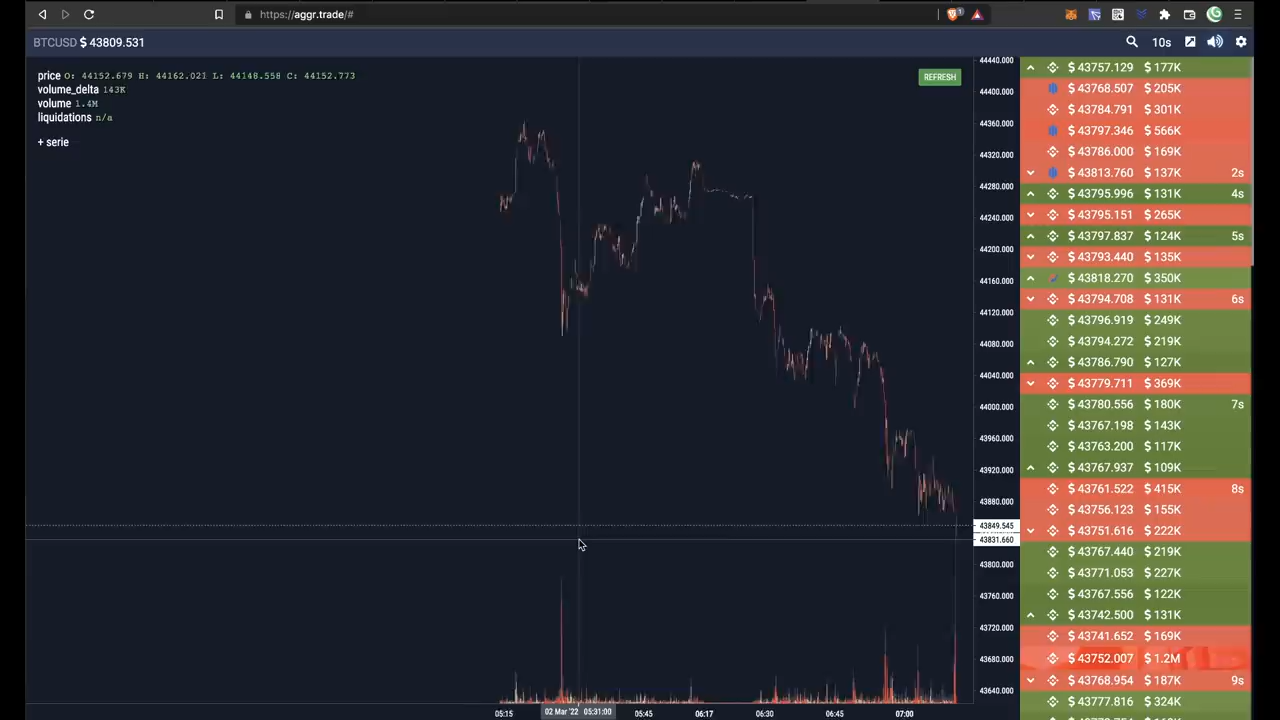 https://aggr.trade/#
1
BTCUSD $ 43809.531
10s
price O: 44152.679 H: 44162.021 L: 44148.558 C: 44152.773
volume_delta 143K
volume 1.4M
liquidations n/a
+ serie
REFRESH
44440.000
44400.000
44360.000
44320.000
44280.000
44240.000
44200.000
44160.000
44120.000
44080.000
44040.000
44000.000
43960.000
43920.000
43880.000
43849.545
43831.660
43800.000
43760.000
43720.000
43680.000
43640.000
05:15
02 Mar '22 05:31:00
05:45
06:17
06:30
06:45
07:00
$ 43757.129 $ 177K
$ 43768.507 $ 205K
$ 43784.791 $ 301K
$ 43797.346 $ 566K
$ 43786.000 $ 169K
$ 43813.760 $ 137K 2s
$ 43795.996 $ 131K 4s
$ 43795.151 $ 265K
$ 43797.837 $ 124K 5s
$ 43793.440 $ 135K
$ 43818.270 $ 350K
$ 43794.708 $ 131K 6s
$ 43796.919 $ 249K
$ 43794.272 $ 219K
$ 43786.790 $ 127K
$ 43779.711 $ 369K
$ 43780.556 $ 180K 7s
$ 43767.198 $ 143K
$ 43763.200 $ 117K
$ 43767.937 $ 109K
$ 43761.522 $ 415K 8s
$ 43756.123 $ 155K
$ 43751.616 $ 222K
$ 43767.440 $ 219K
$ 43771.053 $ 227K
$ 43767.556 $ 122K
$ 43742.500 $ 131K
$ 43741.652 $ 169K
$ 43752.007 $ 1.2M
$ 43768.954 $ 187K 9s
$ 43777.816 $ 324K